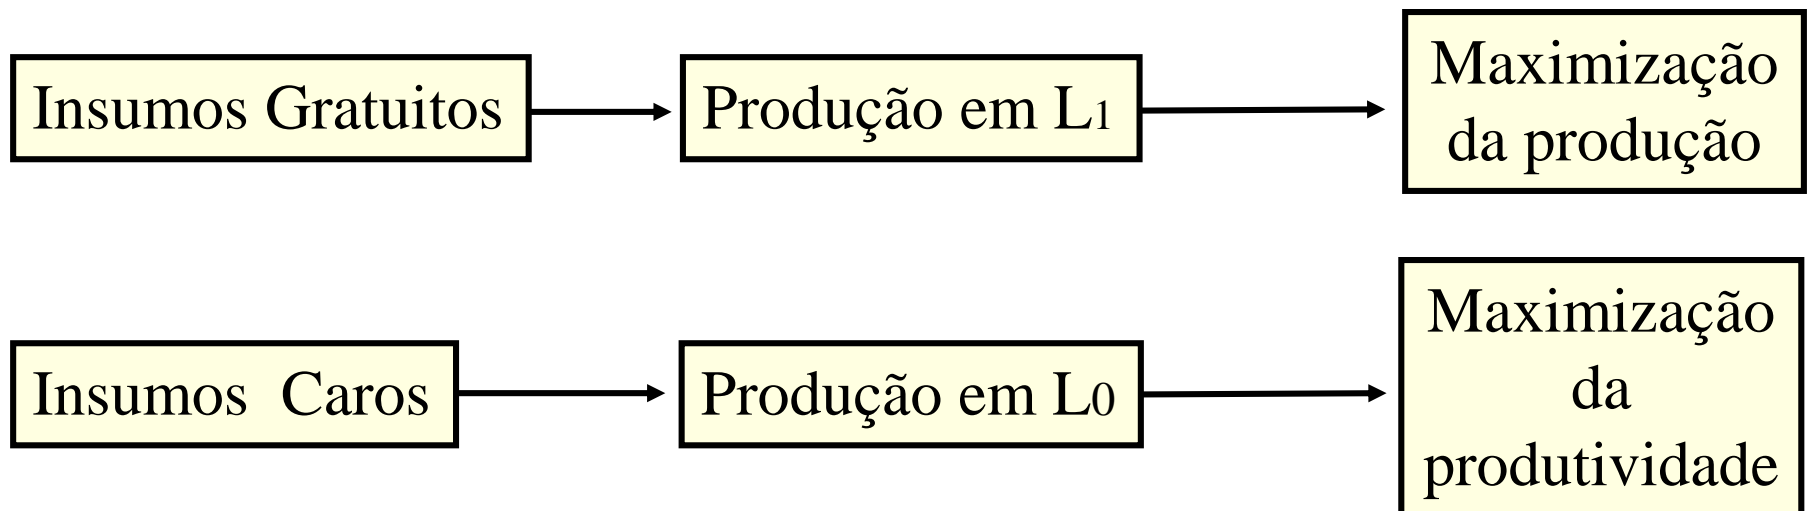 Insumos Gratuitos
Produção em L1
Maximização
da produção
Insumos Caros
Produção em L0
Maximização
da
produtividade